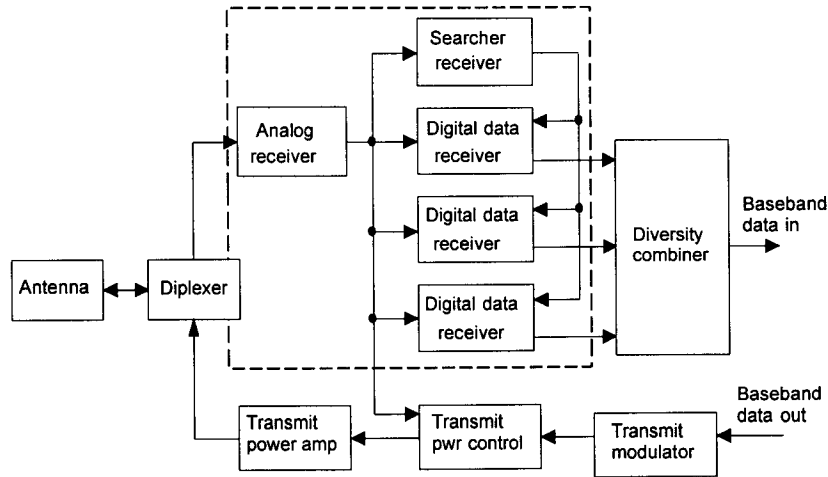 Searcher
receiver
Analog
receiver
Digital data
receiver
Digital data
receiver
Digital data
receiver
Diversity
combiner
Baseband
data in
Antenna
Diplexer
Transmit
power amp
Transmit
pwr control
Transmit
modulator
Baseband
data out